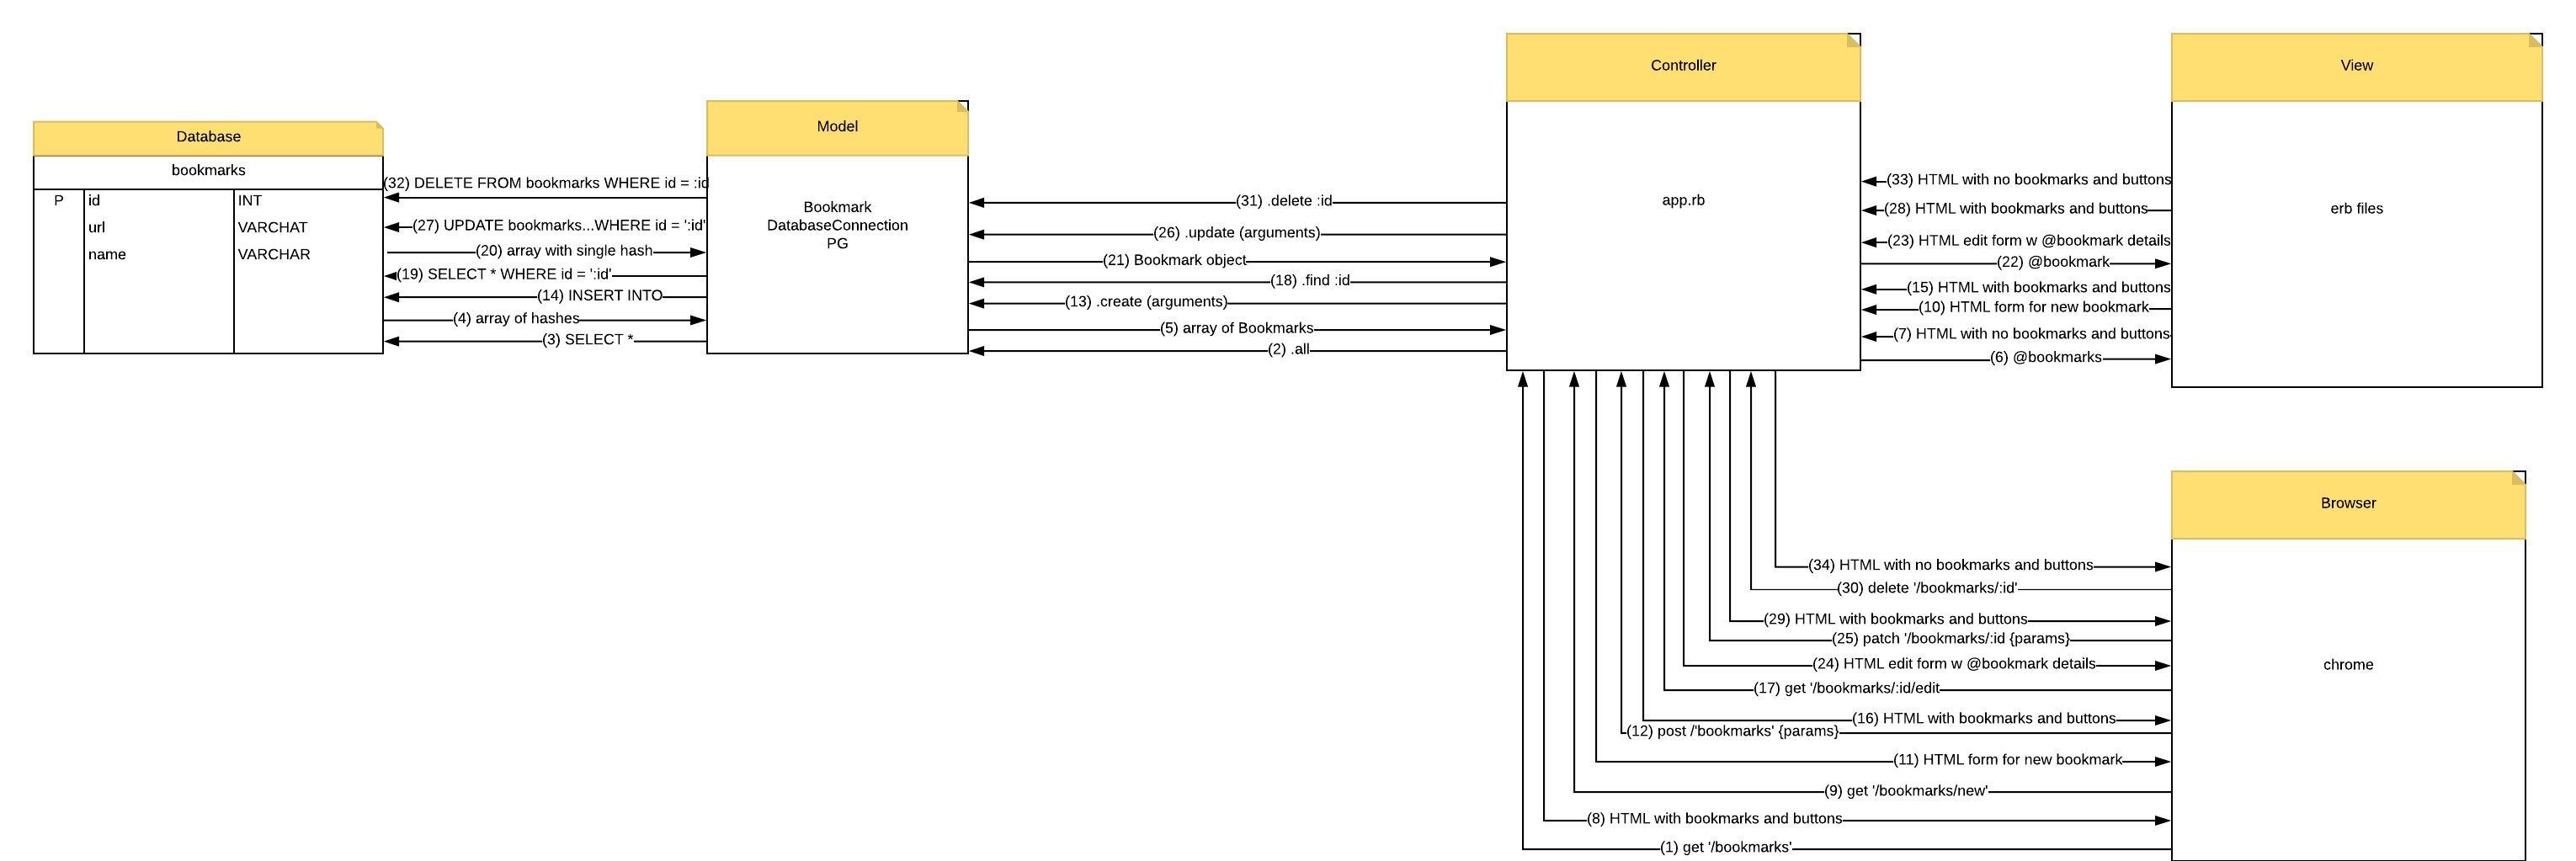 Database
bookmarks
P
id
INT
url
VARCHAT
name
VARCHAR
(32) DELETE FROM bookmarks WHERE id = :id
(27) UPDATE bookmarks...WHERE id = ':id'
(20) array with single hash
(19) SELECT * WHERE id = ':id'
(14) INSERT INTO
(4) array of hashes
(3) SELECT *
Model
Bookmark
DatabaseConnection
PG
(31) .delete :id
(26) .update (arguments)
(21) Bookmark object
(18) .find :id
(13) .create (arguments)
(5) array of Bookmarks
(2) .all
Controller
app.rb
(33) HTML with no bookmarks and buttons
(28) HTML with bookmarks and buttons
(23) HTML edit form w @bookmark details
(22) @bookmark
(15) HTML with bookmarks and buttons
(10) HTML form for new bookmark
(7) HTML with no bookmarks and buttons
(6) @bookmarks
View
erb files
Browser
chrome
(34) HTML with no bookmarks and buttons
(30) delete '/bookmarks/:id'
(29) HTML with bookmarks and buttons
(25) patch '/bookmarks/:id {params}
(24) HTML edit form w @bookmark details
(17) get '/bookmarks/:id/edit
(16) HTML with bookmarks and buttons
(12) post /'bookmarks' {params}
(11) HTML form for new bookmark
(9) get '/bookmarks/new'
(8) HTML with bookmarks and buttons
(1) get '/bookmarks'